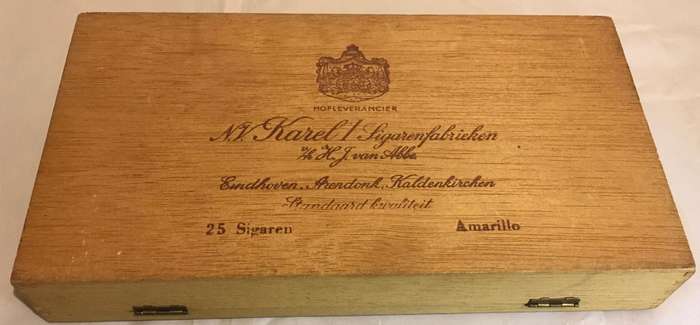 HOFLEVERANCIER
N.V. Karel I Sigarenfabrieken
v/h H.J. van Abbe
Eindhoven, Arendonk, Kaldenkirchen
Standaard kwaliteit
25 Sigaren Amarillo